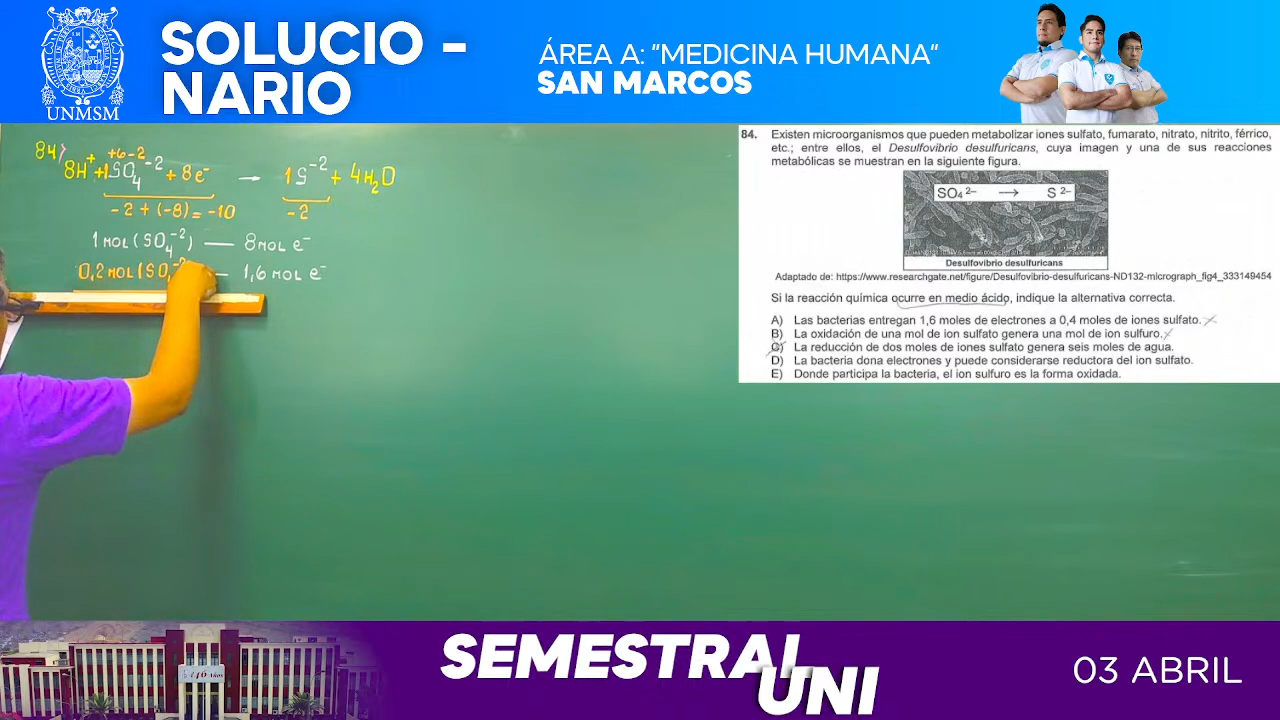 SOLUCIO -
NARIO
UNMSM
ÁREA A: "MEDICINA HUMANA"
SAN MARCOS
84)
+6 -2
8H⁺ + 1SO₄⁻² + 8e⁻ → 1S⁻² + 4H₂O
-2 + (-8) = -10
-2
1 MOL (SO₄⁻²) — 8 MOL e⁻
0,2 MOL (SO₄⁻² — 1,6 MOL e⁻
84. Existen microorganismos que pueden metabolizar iones sulfato, fumarato, nitrato, nitrito, férrico,
etc.; entre ellos, el Desulfovibrio desulfuricans, cuya imagen y una de sus reacciones
metabólicas se muestran en la siguiente figura.
SO₄ ²⁻ → S ²⁻
Desulfovibrio desulfuricans
Adaptado de: https://www.researchgate.net/figure/Desulfovibrio-desulfuricans-ND132-micrograph_fig4_333149454
Si la reacción química ocurre en medio ácido, indique la alternativa correcta.
A) Las bacterias entregan 1,6 moles de electrones a 0,4 moles de iones sulfato.
B) La oxidación de una mol de ion sulfato genera una mol de ion sulfuro.
C) La reducción de dos moles de iones sulfato genera seis moles de agua.
D) La bacteria dona electrones y puede considerarse reductora del ion sulfato.
E) Donde participa la bacteria, el ion sulfuro es la forma oxidada.
SEMESTRAL
UNI
03 ABRIL